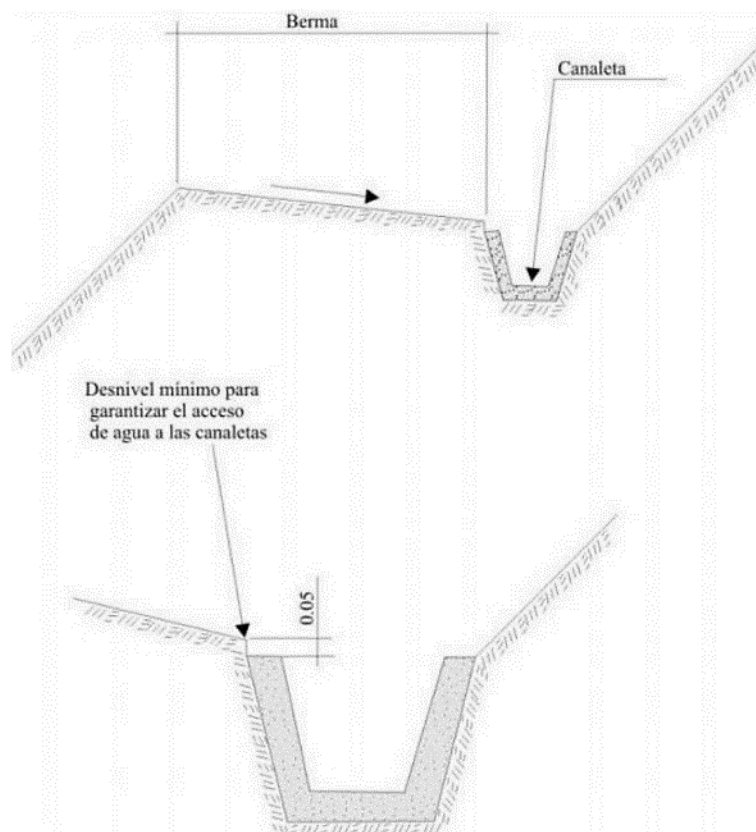 Berma
Canaleta
Desnivel mínimo para
garantizar el acceso
de agua a las canaletas
0.05